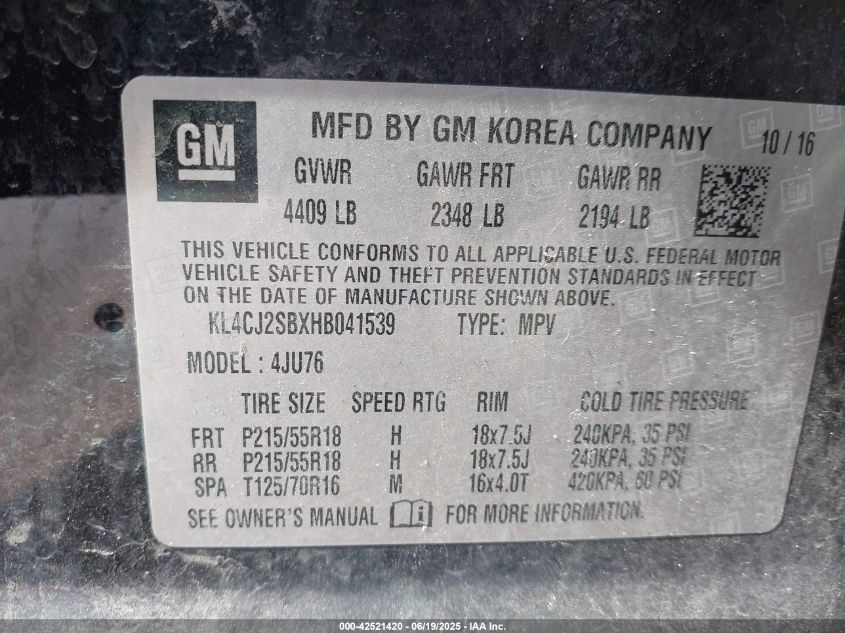 GM
MFD BY GM KOREA COMPANY 10 / 16
GVWR GAWR FRT GAWR RR
4409 LB 2348 LB 2194 LB
THIS VEHICLE CONFORMS TO ALL APPLICABLE U.S. FEDERAL MOTOR
VEHICLE SAFETY AND THEFT PREVENTION STANDARDS IN EFFECT
ON THE DATE OF MANUFACTURE SHOWN ABOVE.
KL4CJ2SBXHB041539 TYPE: MPV
MODEL : 4JU76
TIRE SIZE SPEED RTG RIM COLD TIRE PRESSURE
FRT P215/55R18 H 18x7.5J 240KPA, 35 PSI
RR P215/55R18 H 18x7.5J 240KPA, 35 PSI
SPA T125/70R16 M 16x4.0T 420KPA, 60 PSI
SEE OWNER'S MANUAL FOR MORE INFORMATION.
000-42521420 - 06/19/2025 - IAA Inc.